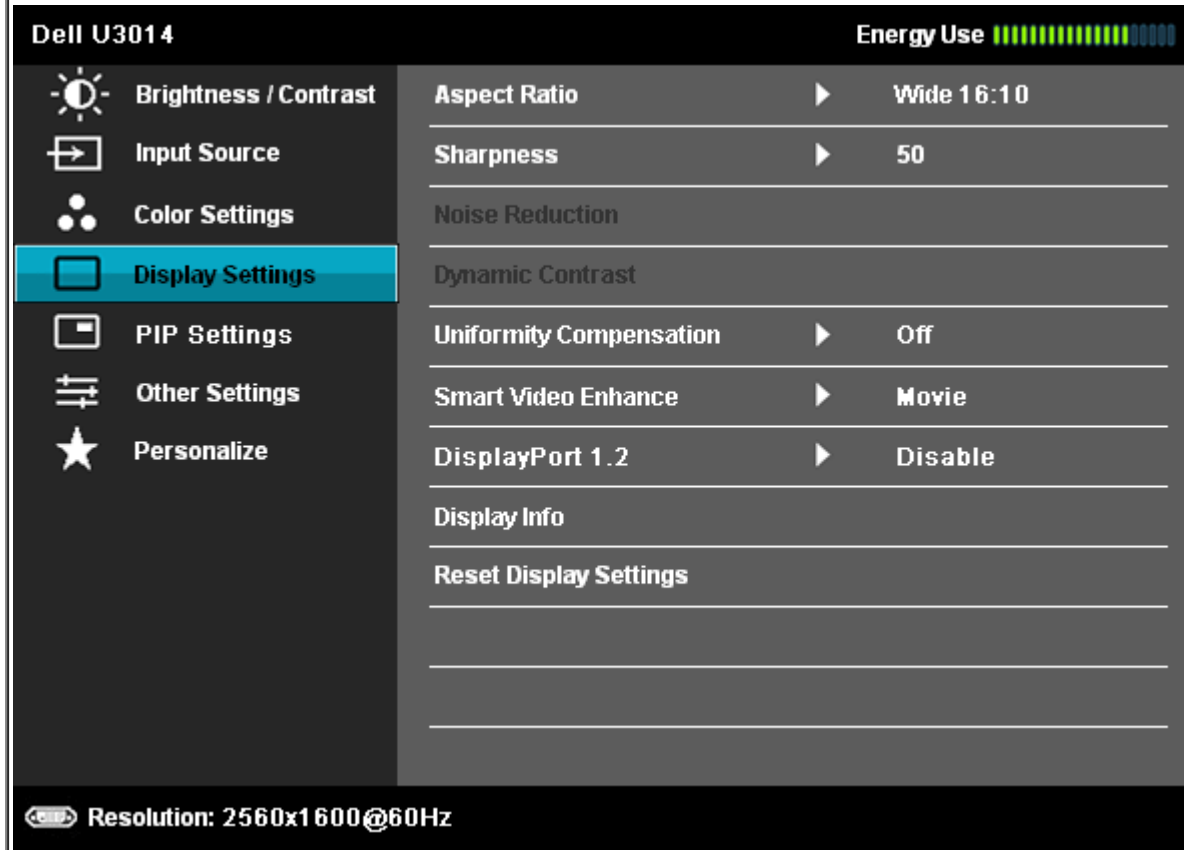 Dell U3014
Energy Use
Brightness / Contrast
Input Source
Color Settings
Display Settings
PIP Settings
Other Settings
Personalize
Aspect Ratio Wide 16:10
Sharpness 50
Noise Reduction
Dynamic Contrast
Uniformity Compensation Off
Smart Video Enhance Movie
DisplayPort 1.2 Disable
Display Info
Reset Display Settings
Resolution: 2560x1600@60Hz